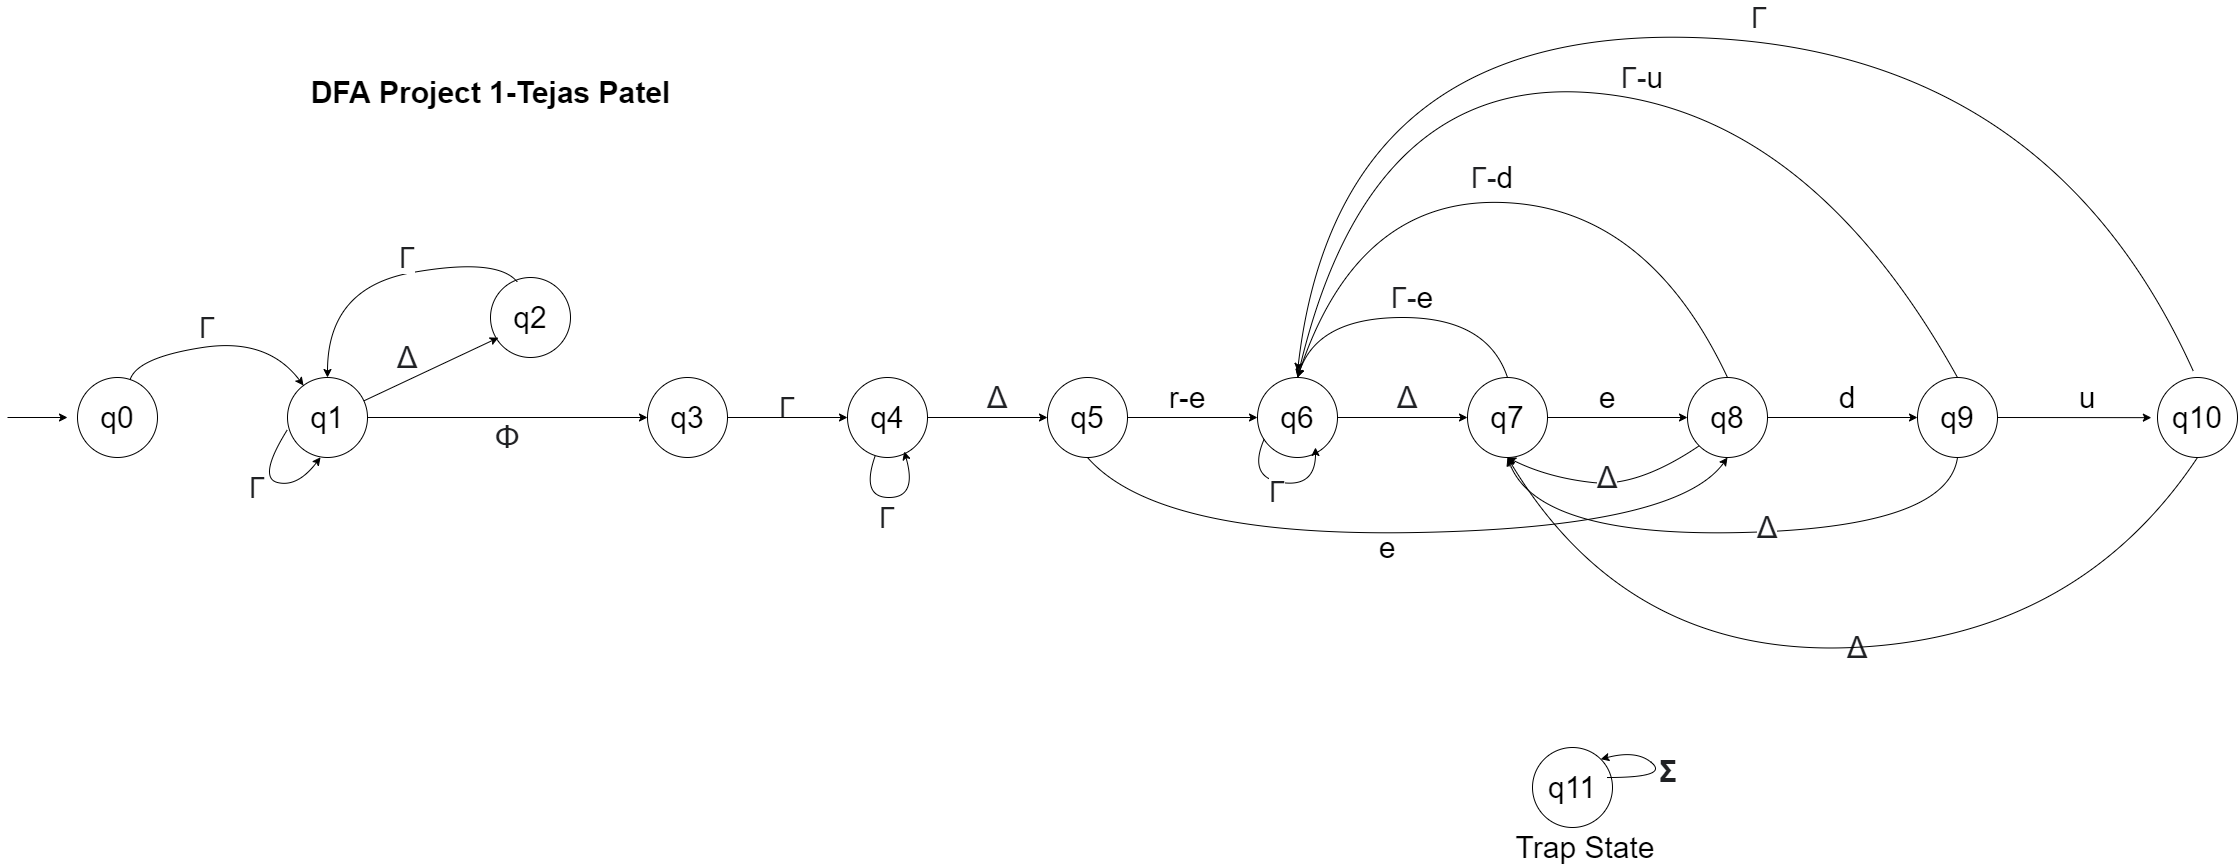 Γ
Γ-u
DFA Project 1-Tejas Patel
Γ-d
Γ
Γ-e
q2
Γ
Δ
q0
q1
Φ
q3
Γ
q4
Δ
q5
r-e
q6
Δ
q7
e
q8
d
q9
u
q10
Γ
Γ
Γ
Δ
Δ
e
Δ
q11
Σ
Trap State